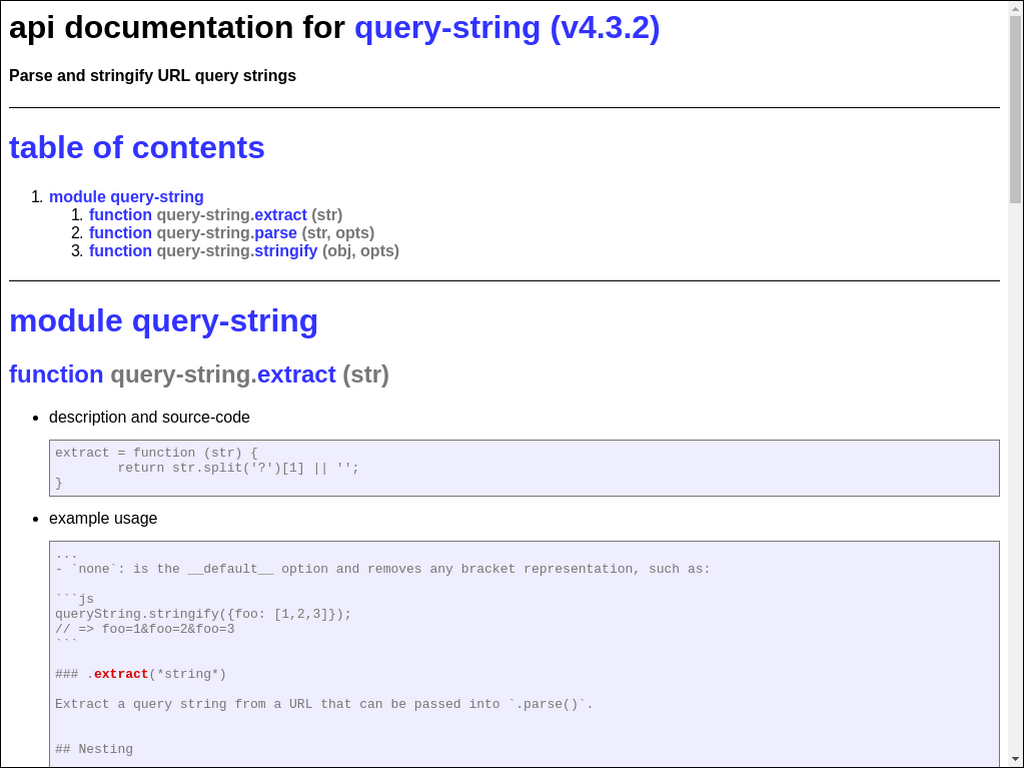 api documentation for query-string (v4.3.2)
Parse and stringify URL query strings
table of contents
1. module query-string
1. function query-string.extract (str)
2. function query-string.parse (str, opts)
3. function query-string.stringify (obj, opts)
module query-string
function query-string.extract (str)
• description and source-code
extract = function (str) {
        return str.split('?')[1] || '';
}
• example usage
...
- `none`: is the __default__ option and removes any bracket representation, such as:
```js
queryString.stringify({foo: [1,2,3]});
// => foo=1&foo=2&foo=3
```
### .extract(*string*)
Extract a query string from a URL that can be passed into `.parse()`.
## Nesting